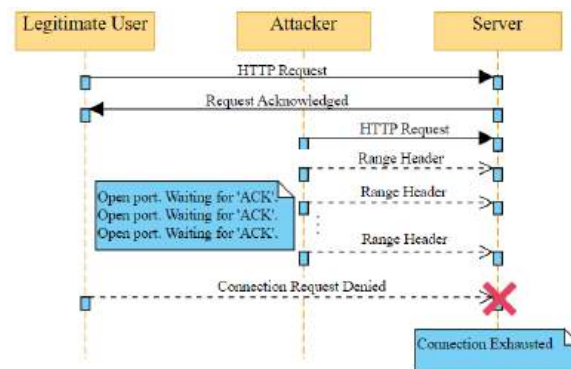 Legitimate User
Attacker
Server
HTTP Request
Request Acknowledged
HTTP Request
Range Header
Range Header
Open port. Waiting for 'ACK'.
Open port. Waiting for 'ACK'.
Open port. Waiting for 'ACK'.
Range Header
Connection Request Denied
Connection Exhausted